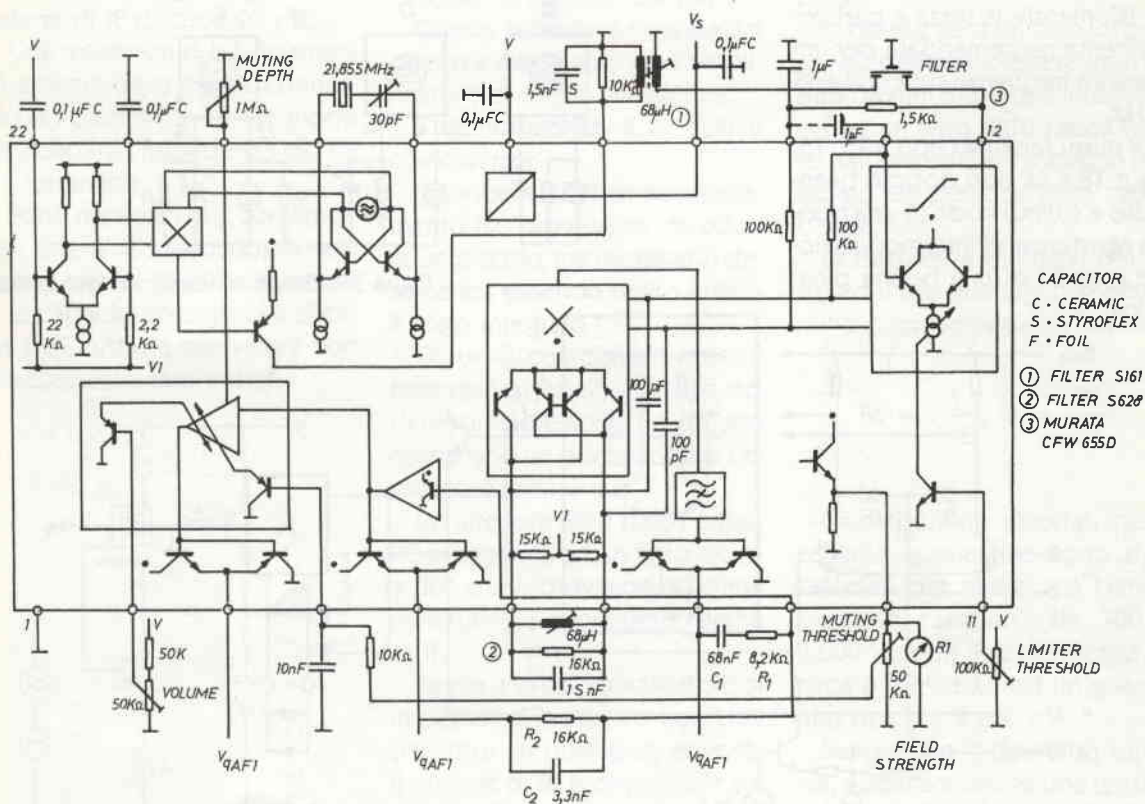 V
0,1 µF C
0,1µF C
MUTING
DEPTH
1MΩ
21,855MHz
30pF
V
0,1µF C
1,5nF
S
10KΩ
68µH
①
VS
0,1µF C
1µF
FILTER
③
1,5KΩ
1µF
22
12
22
KΩ
2,2
KΩ
V1
100KΩ
100
KΩ
CAPACITOR
C · CERAMIC
S · STYROFLEX
F · FOIL
① FILTER S161
② FILTER S628
③ MURATA
CFW 655D
100pF
100
pF
V1
15KΩ
15KΩ
1
50K
V
50KΩ
VOLUME
V
10nF
10KΩ
②
68µH
16KΩ
1 5 nF
68nF
C1
8,2KΩ
R1
MUTING
THRESHOLD
R1
50
KΩ
11
V
100KΩ
LIMITER
THRESHOLD
VqAF1
VqAF1
R2
16KΩ
C2
3,3nF
VqAF1
FIELD
STRENGTH